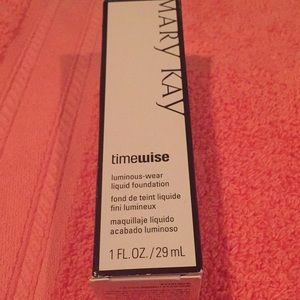 MARY KAY
timewise
luminous-wear
liquid foundation
fond de teint liquide
fini lumineux
maquillaje líquido
acabado luminoso
1 FL.OZ./29 mL